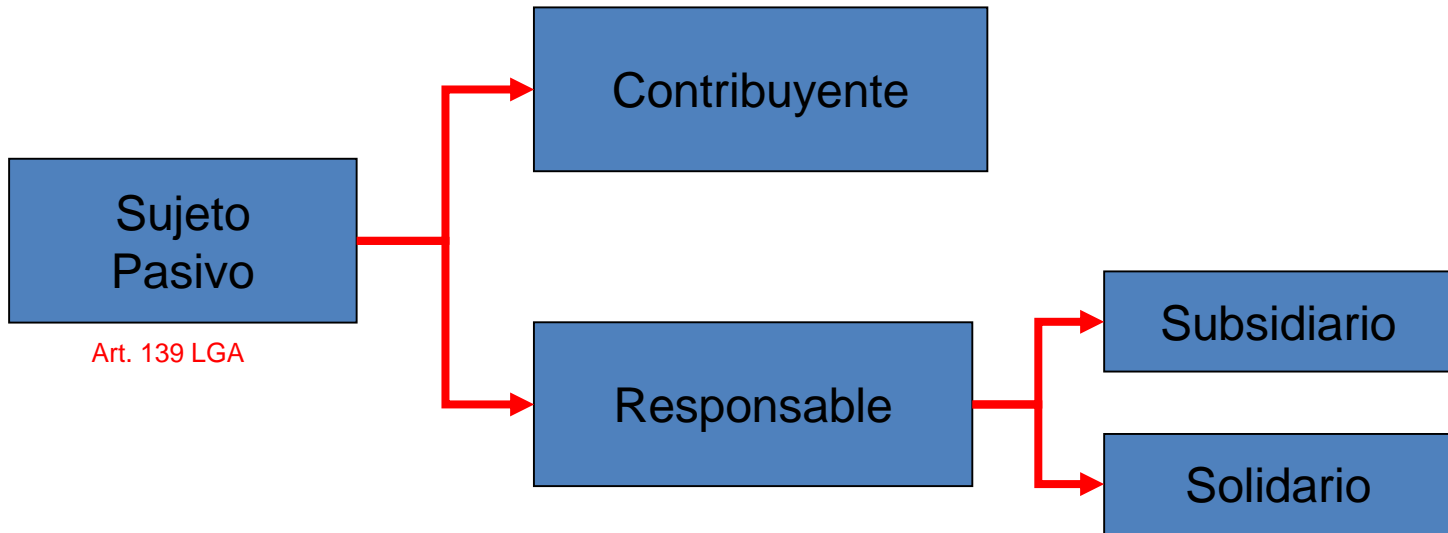 Contribuyente
Sujeto
Pasivo
Art. 139 LGA
Responsable
Subsidiario
Solidario